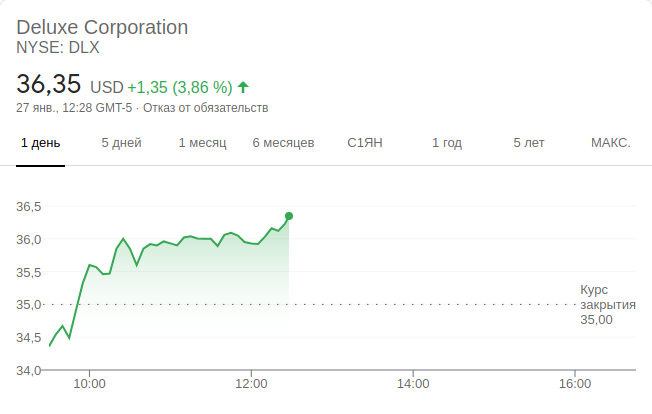 Deluxe Corporation
NYSE: DLX
36,35 USD +1,35 (3,86 %)
27 янв., 12:28 GMT-5 · Отказ от обязательств
1 день 5 дней 1 месяц 6 месяцев С1ЯН 1 год 5 лет МАКС.
36,5
36,0
35,5
35,0
34,5
34,0
Курс
закрытия
35,00
10:00 12:00 14:00 16:00